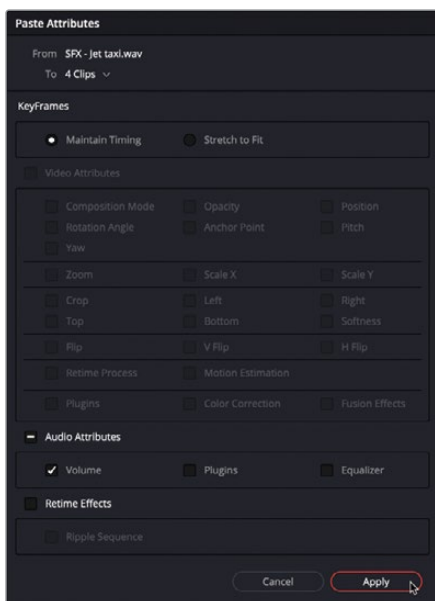 Paste Attributes
From SFX - Jet taxi.wav
To 4 Clips
KeyFrames
Maintain Timing Stretch to Fit
Video Attributes
Composition Mode Opacity Position
Rotation Angle Anchor Point Pitch
Yaw
Zoom Scale X Scale Y
Crop Left Right
Top Bottom Softness
Flip V Flip H Flip
Retime Process Motion Estimation
Plugins Color Correction Fusion Effects
Audio Attributes
Volume Plugins Equalizer
Retime Effects
Ripple Sequence
Cancel Apply